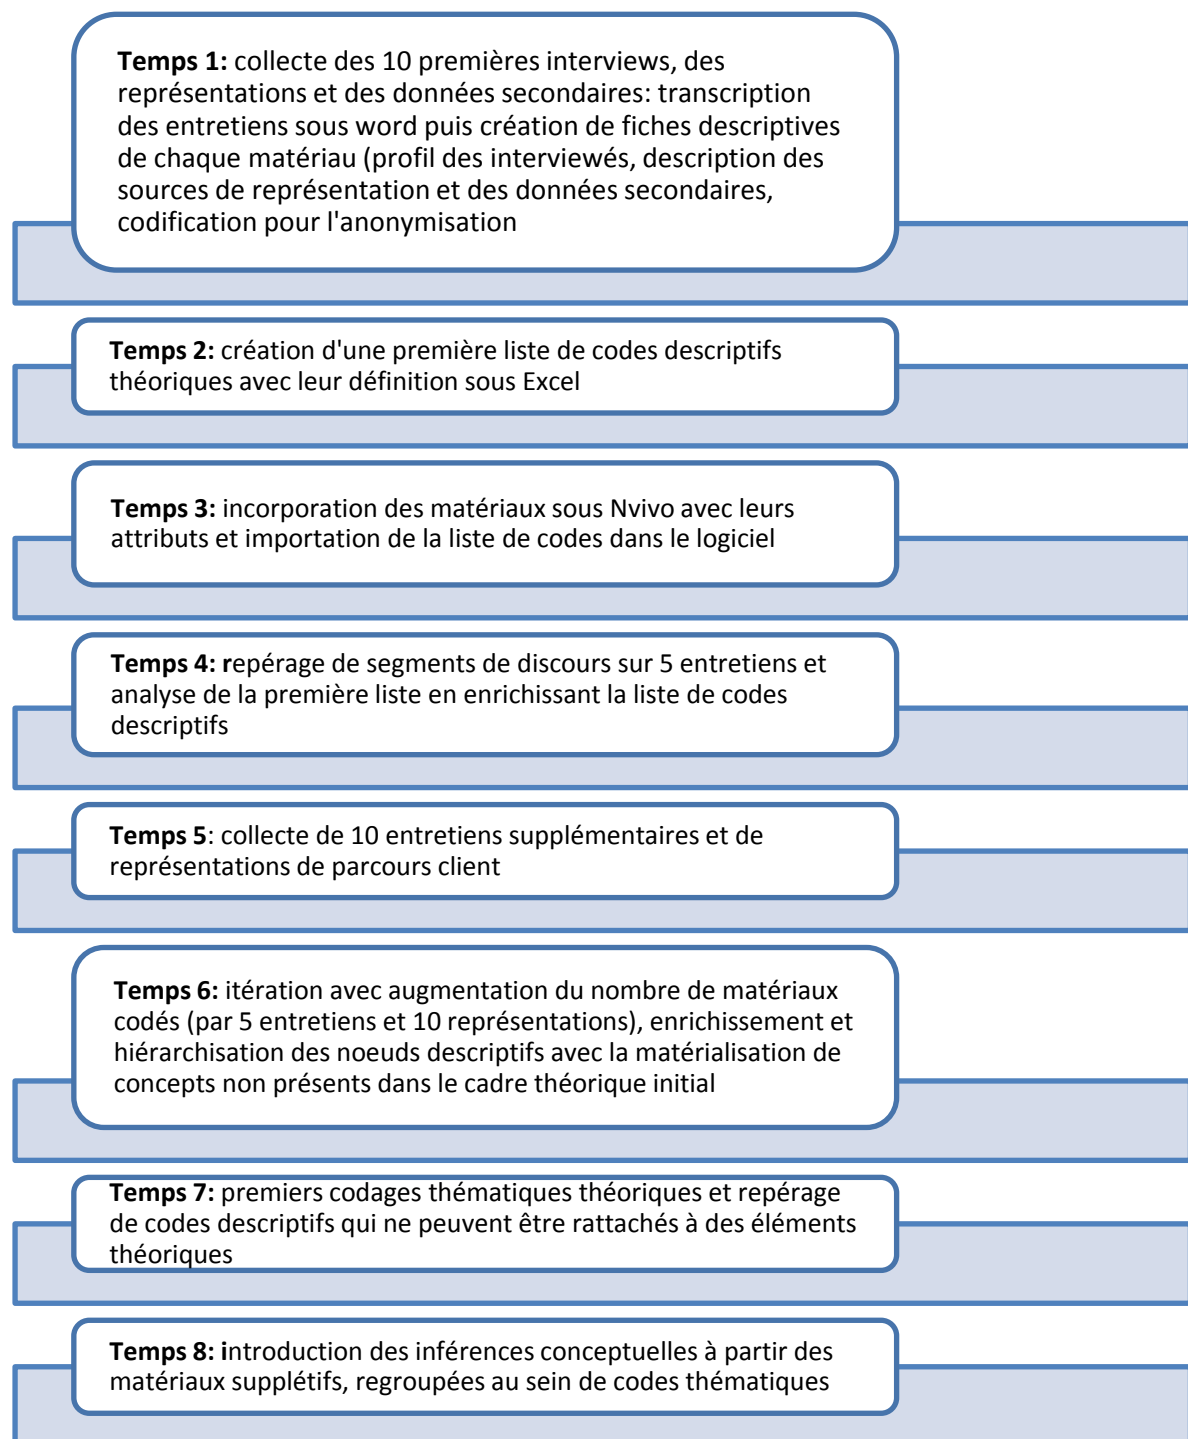 Temps 1: collecte des 10 premières interviews, des
représentations et des données secondaires: transcription
des entretiens sous word puis création de fiches descriptives
de chaque matériau (profil des interviewés, description des
sources de représentation et des données secondaires,
codification pour l'anonymisation
Temps 2: création d'une première liste de codes descriptifs
théoriques avec leur définition sous Excel
Temps 3: incorporation des matériaux sous Nvivo avec leurs
attributs et importation de la liste de codes dans le logiciel
Temps 4: repérage de segments de discours sur 5 entretiens et
analyse de la première liste en enrichissant la liste de codes
descriptifs
Temps 5: collecte de 10 entretiens supplémentaires et de
représentations de parcours client
Temps 6: itération avec augmentation du nombre de matériaux
codés (par 5 entretiens et 10 représentations), enrichissement et
hiérarchisation des noeuds descriptifs avec la matérialisation de
concepts non présents dans le cadre théorique initial
Temps 7: premiers codages thématiques théoriques et repérage
de codes descriptifs qui ne peuvent être rattachés à des éléments
théoriques
Temps 8: introduction des inférences conceptuelles à partir des
matériaux supplétifs, regroupées au sein de codes thématiques